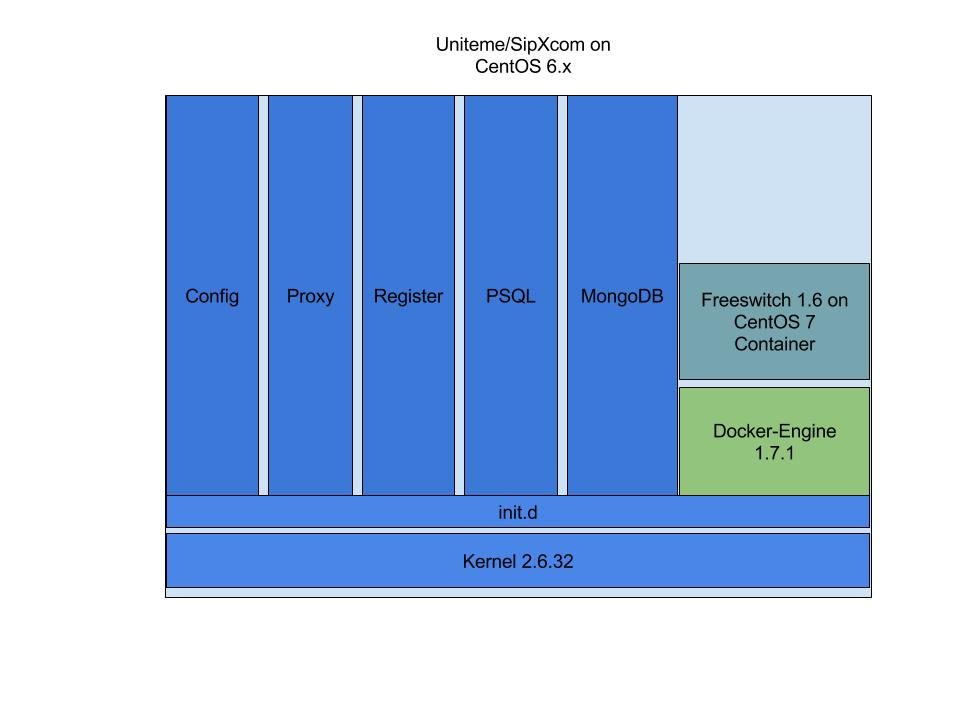 Uniteme/SipXcom on
CentOS 6.x
Config
Proxy
Register
PSQL
MongoDB
Freeswitch 1.6 on
CentOS 7
Container
Docker-Engine
1.7.1
init.d
Kernel 2.6.32